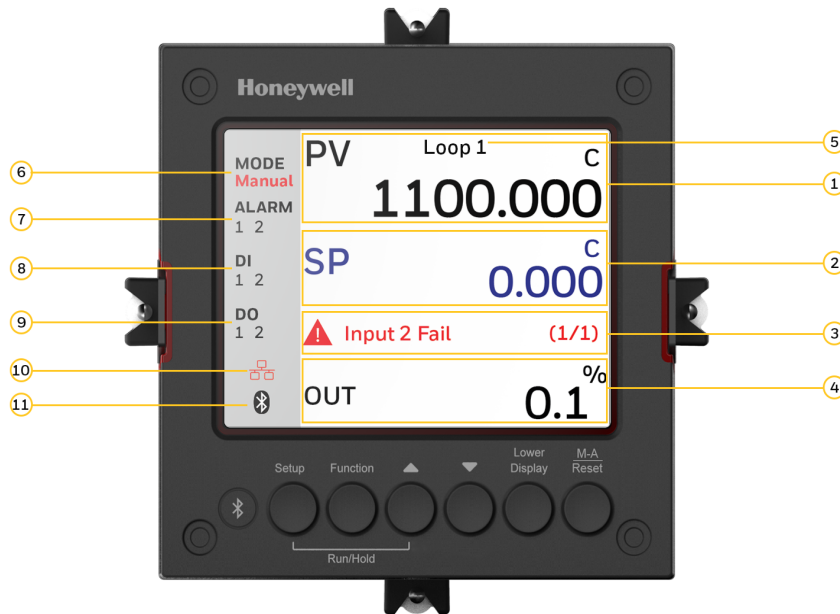 Honeywell
PV Loop 1 C
1100.000
SP C
0.000
Input 2 Fail (1/1)
OUT %
0.1
MODE
Manual
ALARM
1 2
DI
1 2
DO
1 2
Setup Function Lower Display M-A Reset
Run/Hold
6
7
8
9
10
11
5
1
2
3
4